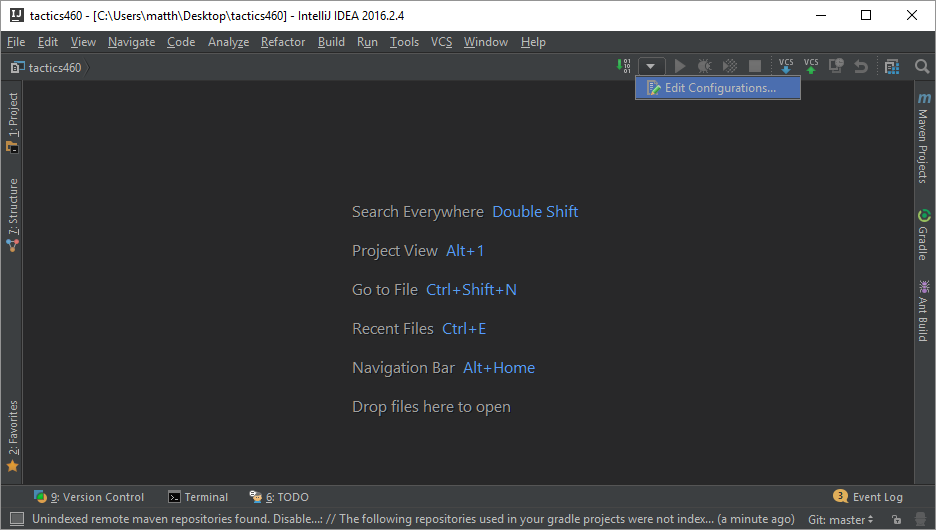 tactics460 - [C:\Users\matth\Desktop\tactics460] - IntelliJ IDEA 2016.2.4
File Edit View Navigate Code Analyze Refactor Build Run Tools VCS Window Help
tactics460
VCS VCS
Edit Configurations...
1: Project
7: Structure
2: Favorites
Search Everywhere Double Shift
Project View Alt+1
Go to File Ctrl+Shift+N
Recent Files Ctrl+E
Navigation Bar Alt+Home
Drop files here to open
Maven Projects
Gradle
Ant Build
9: Version Control Terminal 6: TODO 3 Event Log
Unindexed remote maven repositories found. Disable...: // The following repositories used in your gradle projects were not index... (a minute ago) Git: master